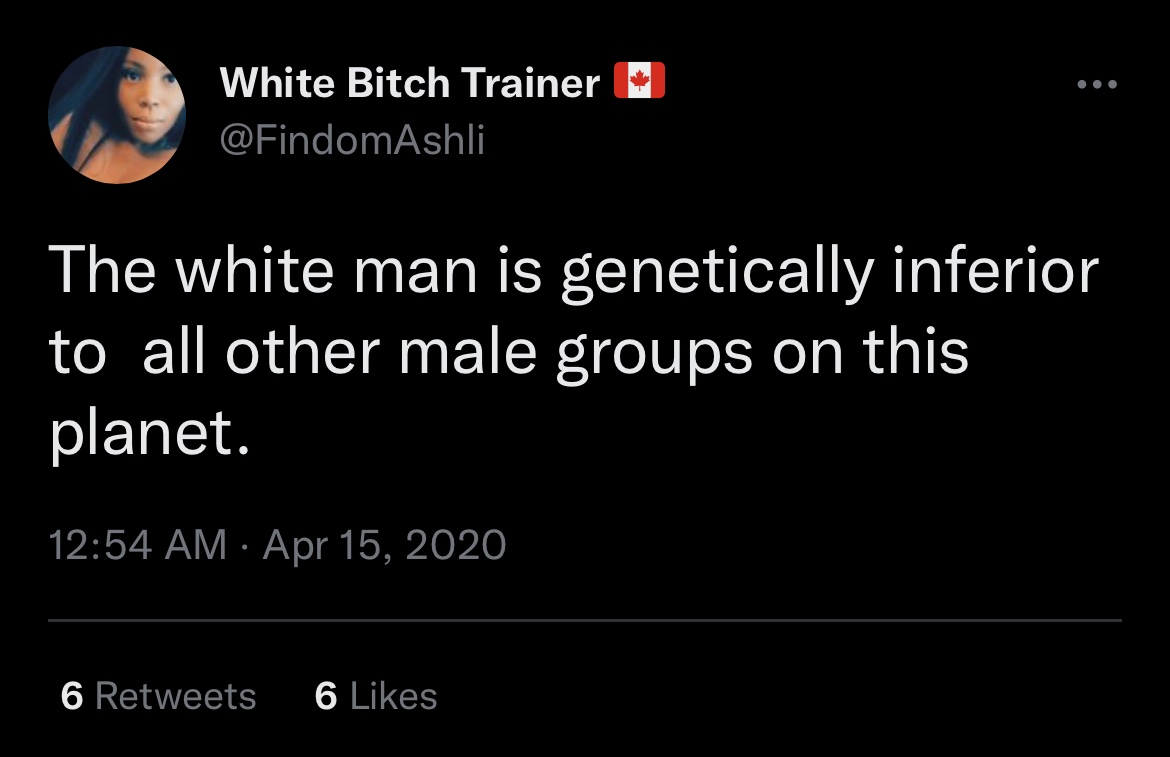 White Bitch Trainer 🇨🇦
@FindomAshli
The white man is genetically inferior
to  all other male groups on this
planet.
12:54 AM · Apr 15, 2020
6 Retweets 6 Likes